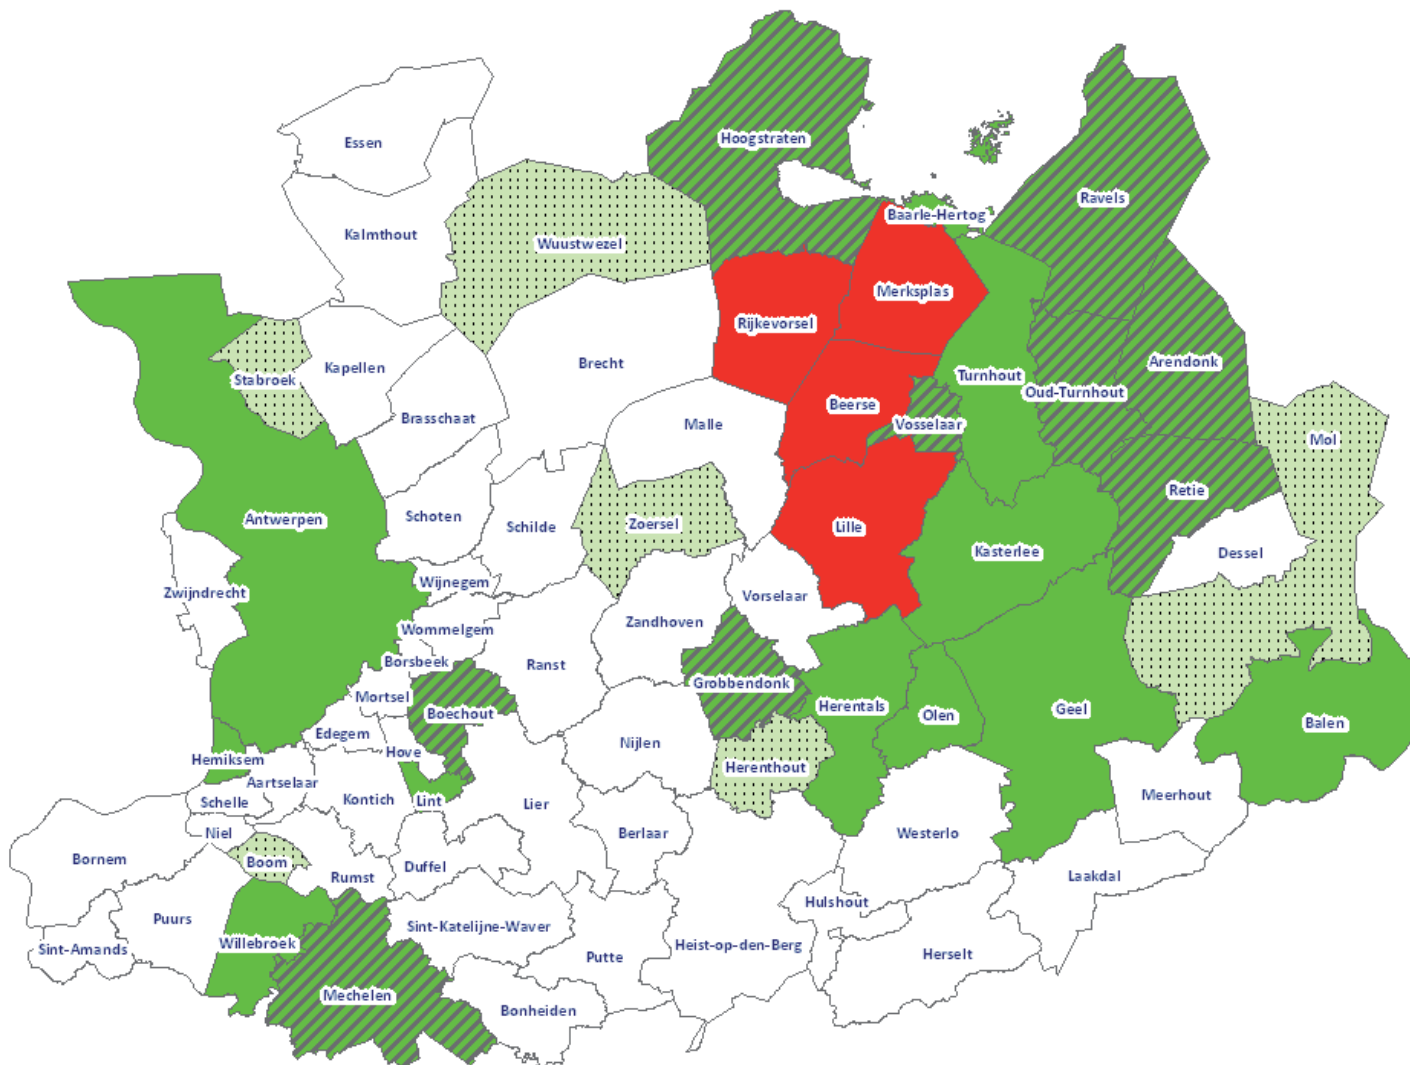 Hoogstraten
Essen
Ravels
Baarle-Hertog
Kalmthout
Wuustwezel
Merksplas
Rijkevorsel
Brecht
Arendonk
Kapellen
Turnhout
Stabroek
Oud-Turnhout
Beerse
Brasschaat
Malle
Vosselaar
Mol
Retie
Schoten
Antwerpen
Zoersel
Schilde
Lille
Kasterlee
Dessel
Wijnegem
Zwijndrecht
Vorselaar
Zandhoven
Wommelgem
Borsbeek
Ranst
Grobbendonk
Mortsel
Herentals
Geel
Boechout
Olen
Balen
Edegem
Nijlen
Hove
Hemiksem
Herenthout
Aartselaar
Meerhout
Kontich
Lint
Schelle
Lier
Niel
Berlaar
Westerlo
Bornem
Boom
Duffel
Rumst
Laakdal
Hulshout
Puurs
Sint-Katelijne-Waver
Willebroek
Heist-op-den-Berg
Sint-Amands
Herselt
Putte
Mechelen
Bonheiden